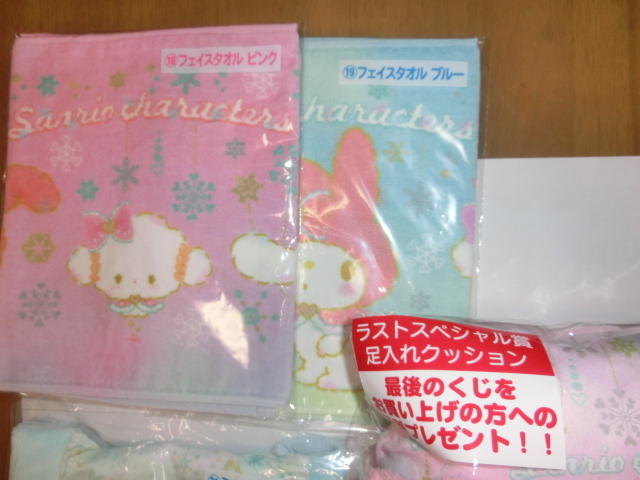 ⑱フェイスタオル ピンク
Sanrio characters
⑲フェイスタオル ブルー
characters
ラストスペシャル賞
足入れクッション
最後のくじを
お買い上げの方への
プレゼント！！
Sanrio